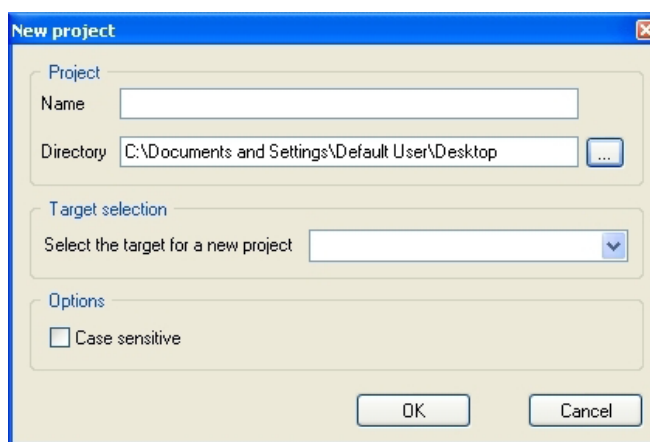 New project
Project
Name
Directory C:\Documents and Settings\Default User\Desktop ...
Target selection
Select the target for a new project
Options
Case sensitive
OK Cancel